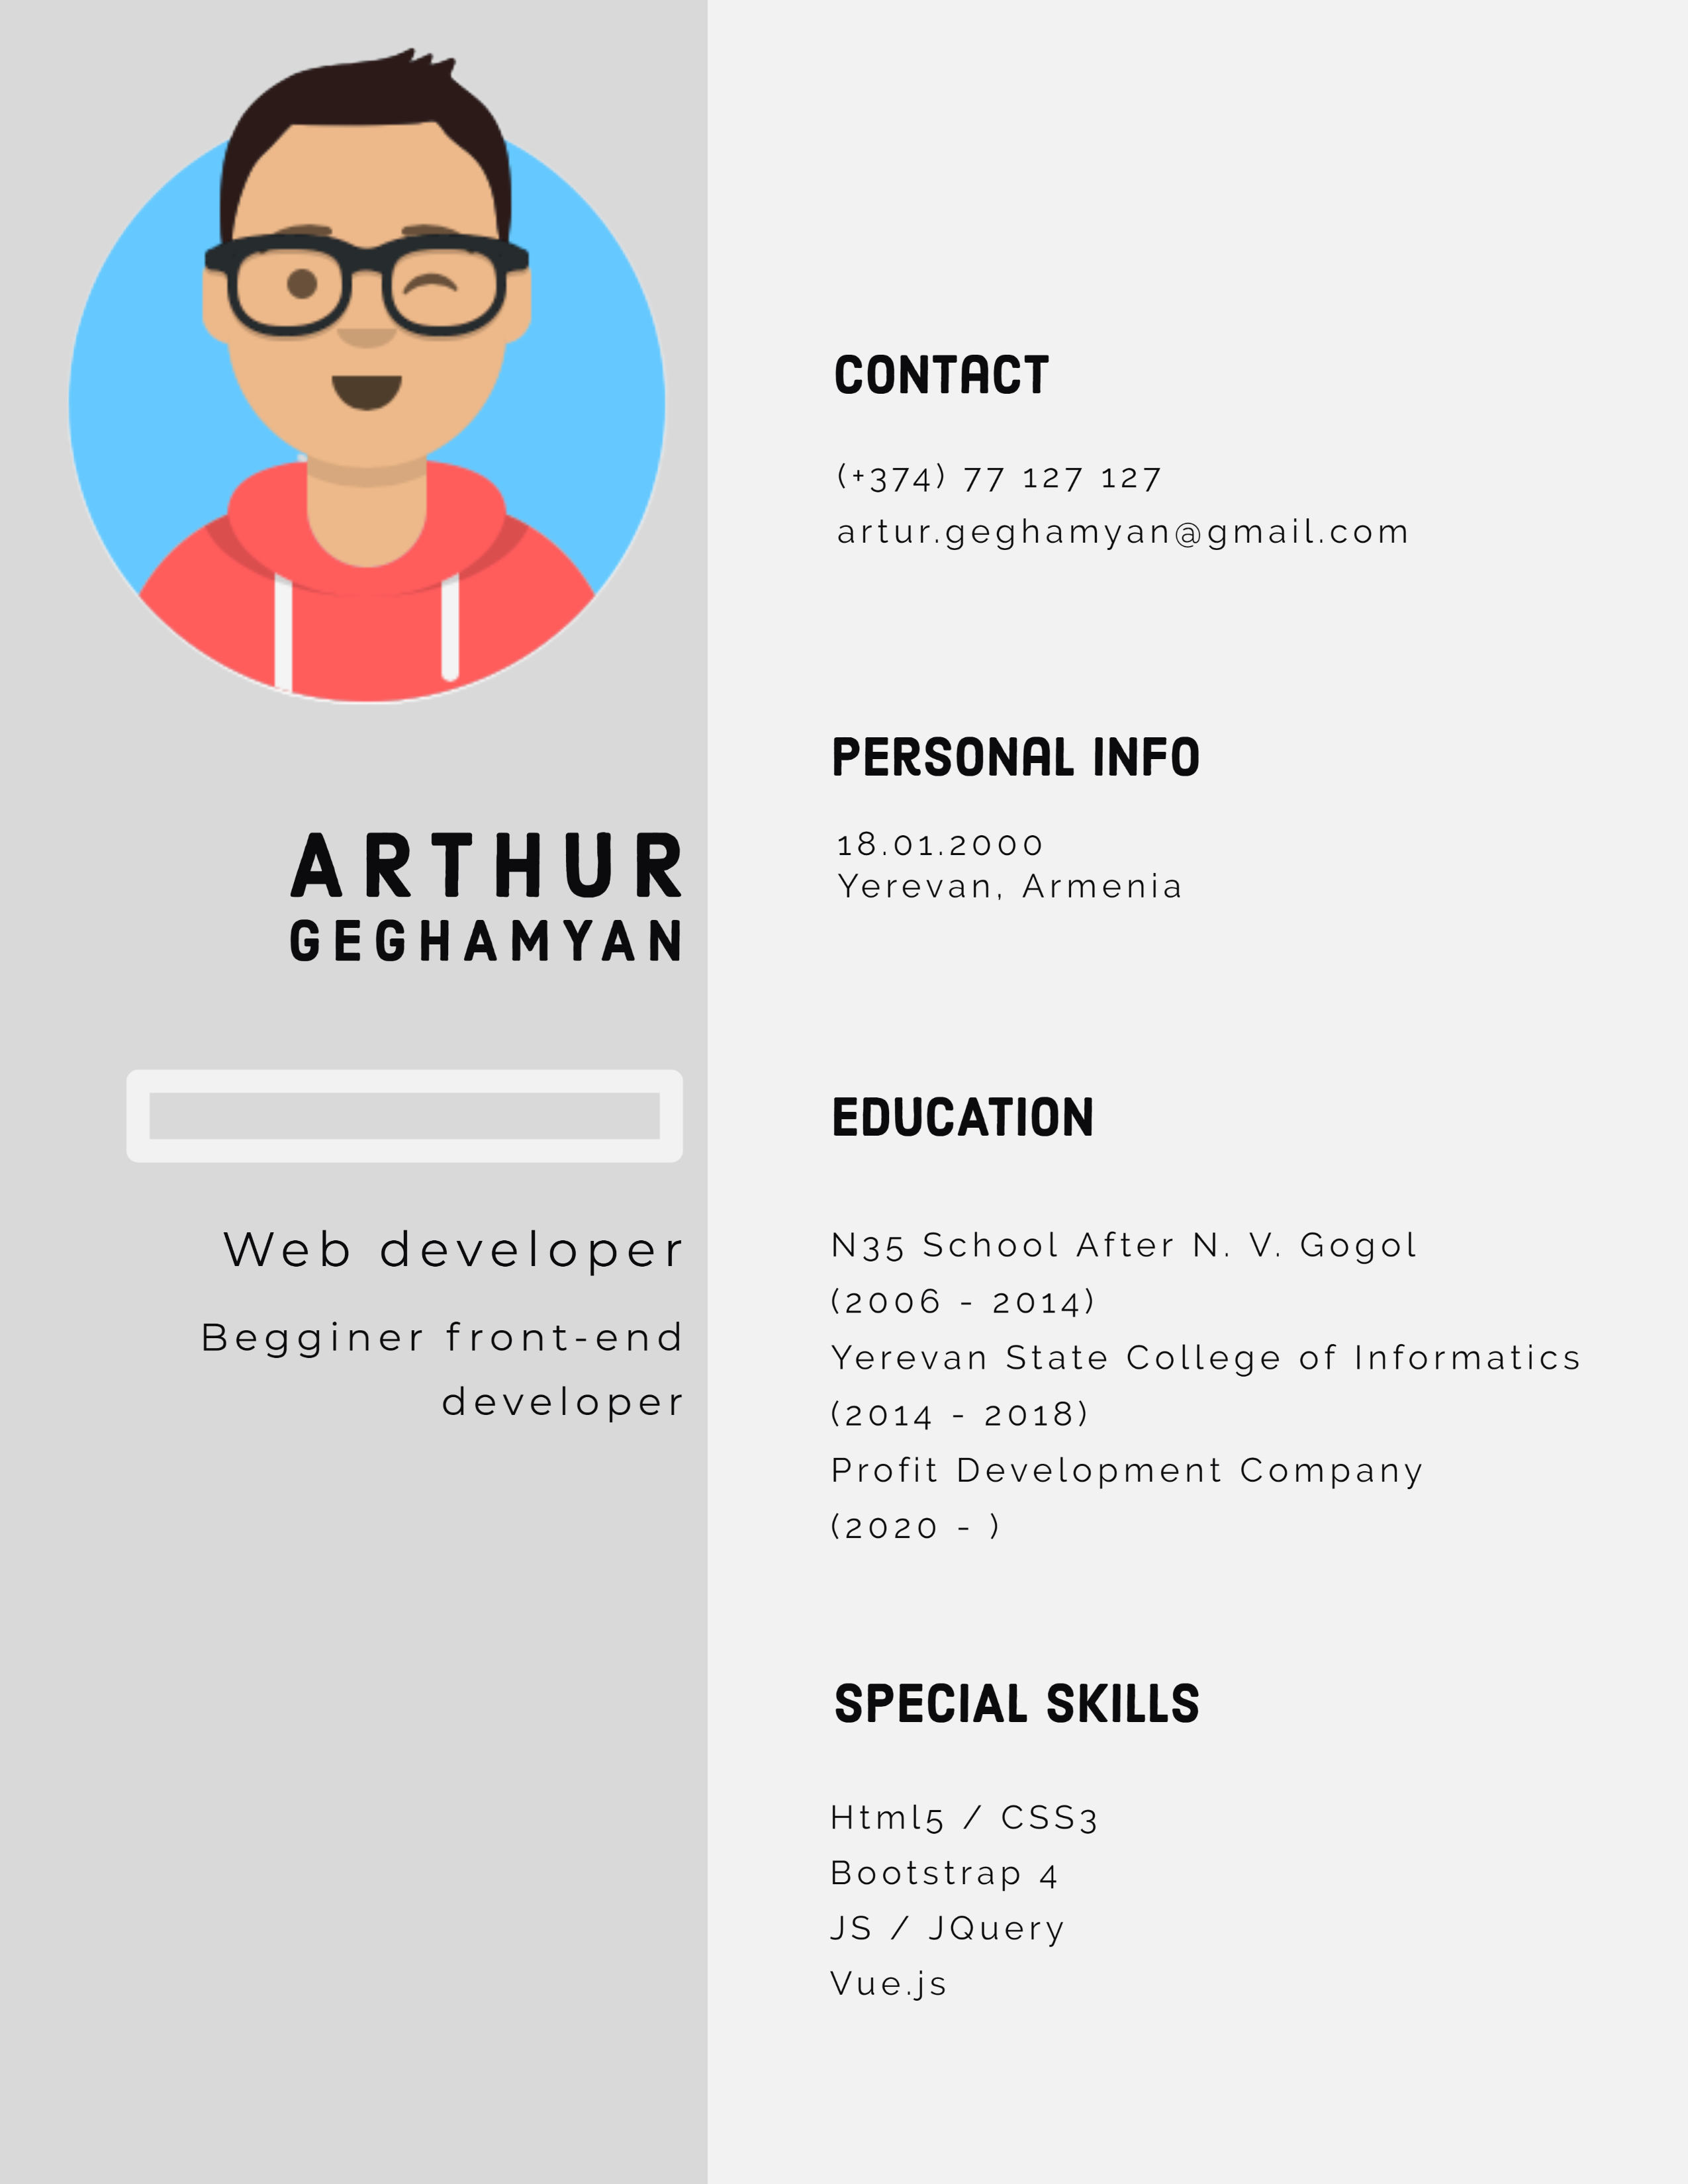 ARTHUR
GEGHAMYAN
Web developer
Begginer front-end
developer
CONTACT
(+374) 77 127 127
artur.geghamyan@gmail.com
PERSONAL INFO
18.01.2000
Yerevan, Armenia
EDUCATION
N35 School After N. V. Gogol
(2006 - 2014)
Yerevan State College of Informatics
(2014 - 2018)
Profit Development Company
(2020 - )
SPECIAL SKILLS
Html5 / CSS3
Bootstrap 4
JS / JQuery
Vue.js